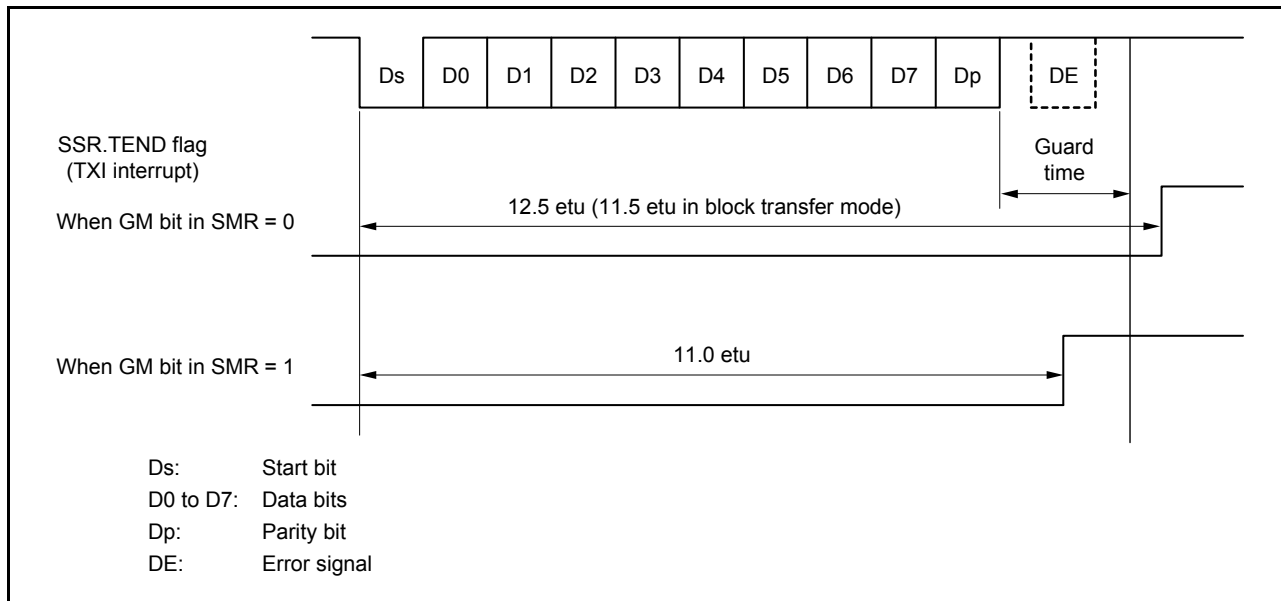 Ds D0 D1 D2 D3 D4 D5 D6 D7 Dp DE
SSR.TEND flag
(TXI interrupt)
Guard
time
When GM bit in SMR = 0
12.5 etu (11.5 etu in block transfer mode)
When GM bit in SMR = 1
11.0 etu
Ds: Start bit
D0 to D7: Data bits
Dp: Parity bit
DE: Error signal